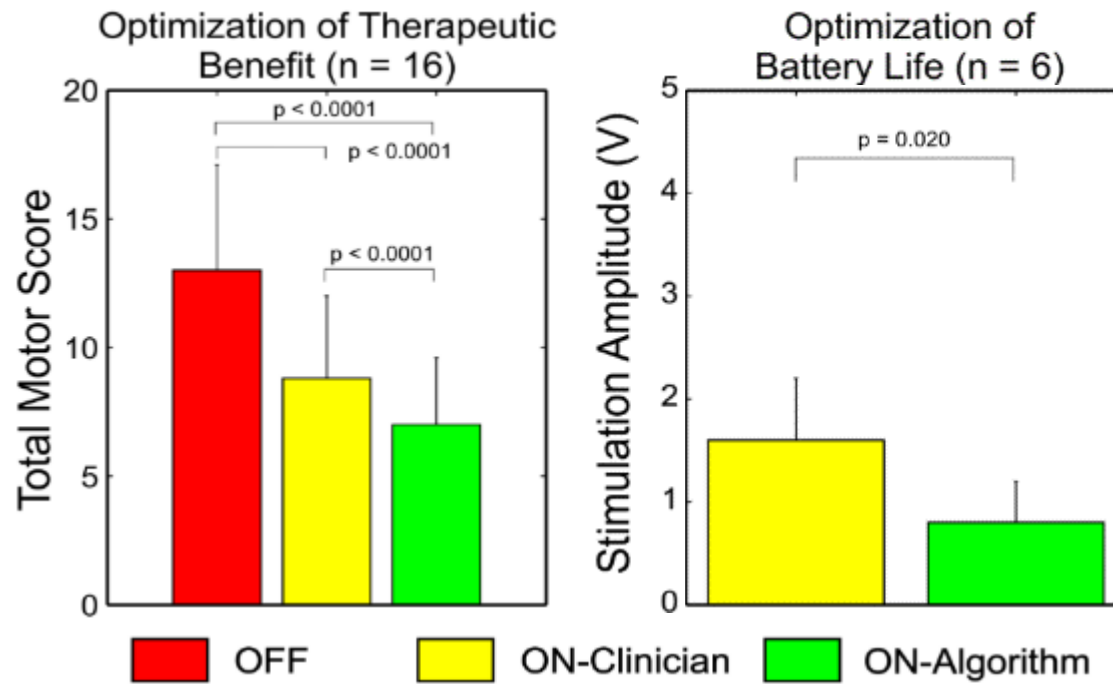 Optimization of Therapeutic
Benefit (n = 16)
20
15
10
5
0
Total Motor Score
p < 0.0001
p < 0.0001
p < 0.0001
Optimization of
Battery Life (n = 6)
5
4
3
2
1
0
Stimulation Amplitude (V)
p = 0.020
OFF
ON-Clinician
ON-Algorithm